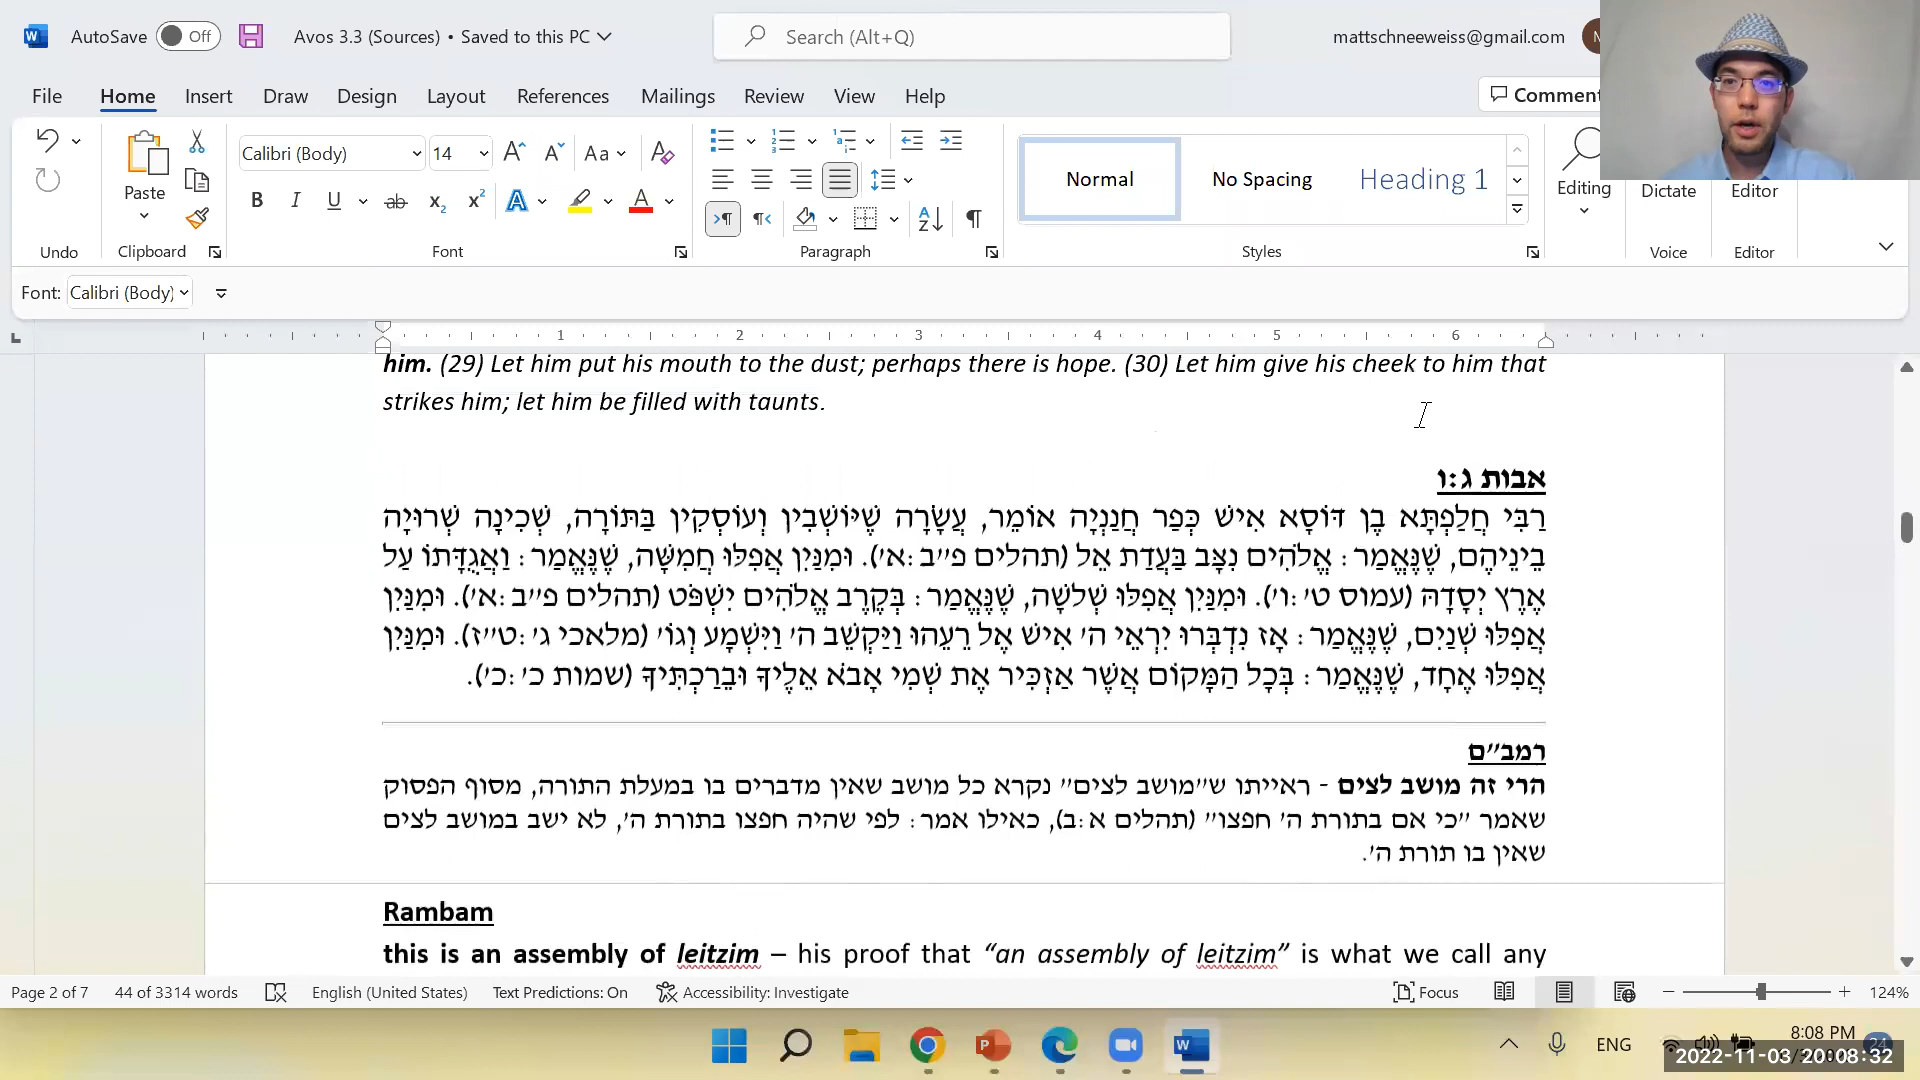 AutoSave Off Avos 3.3 (Sources) • Saved to this PC Search (Alt+Q) mattschneeweiss@gmail.com
File Home Insert Draw Design Layout References Mailings Review View Help Comment
Calibri (Body) 14
Paste
Normal No Spacing Heading 1
Editing Dictate Editor
Undo Clipboard Font Paragraph Styles Voice Editor
Font: Calibri (Body)
1 2 3 4 5 6
him. (29) Let him put his mouth to the dust; perhaps there is hope. (30) Let him give his cheek to him that
strikes him; let him be filled with taunts.
אבות ג:ו
רַבִּי חֲלַפְתָּא בֶן דּוֹסָא אִישׁ כְּפַר חֲנַנְיָה אוֹמֵר, עֲשָׂרָה שֶׁיּוֹשְׁבִין וְעוֹסְקִין בַּתּוֹרָה, שְׁכִינָה שְׁרוּיָה
בֵינֵיהֶם, שֶׁנֶּאֱמַר: אֱלֹהִים נִצָּב בַּעֲדַת אֵל (תהלים פ״ב:א׳). וּמִנַּיִן אֲפִלּוּ חֲמִשָּׁה, שֶׁנֶּאֱמַר: וַאֲגֻדָּתוֹ עַל
אֶרֶץ יְסָדָהּ (עמוס ט׳:ו׳). וּמִנַּיִן אֲפִלּוּ שְׁלֹשָׁה, שֶׁנֶּאֱמַר: בְּקֶרֶב אֱלֹהִים יִשְׁפֹּט (תהלים פ״ב:א׳). וּמִנַּיִן
אֲפִלּוּ שְׁנַיִם, שֶׁנֶּאֱמַר: אָז נִדְבְּרוּ יִרְאֵי ה׳ אִישׁ אֶל רֵעֵהוּ וַיַּקְשֵׁב ה׳ וַיִּשְׁמָע וְגוֹ׳ (מלאכי ג׳:ט״ז). וּמִנַּיִן
אֲפִלּוּ אֶחָד, שֶׁנֶּאֱמַר: בְּכָל הַמָּקוֹם אֲשֶׁר אַזְכִּיר אֶת שְׁמִי אָבֹא אֵלֶיךָ וּבֵרַכְתִּיךָ (שמות כ׳:כ׳).
רמב״ם
הרי זה מושב לצים - ראייתו ש״מושב לצים״ נקרא כל מושב שאין מדברים בו במעלת התורה, מסוף הפסוק
שאמר ״כי אם בתורת ה׳ חפצו״ (תהלים א:ב), כאילו אמר: לפי שהיה חפצו בתורת ה׳, לא ישב במושב לצים
שאין בו תורת ה׳.
Rambam
this is an assembly of leitzim – his proof that “an assembly of leitzim” is what we call any
Page 2 of 7 44 of 3314 words English (United States) Text Predictions: On Accessibility: Investigate Focus 124%
ENG 8:08 PM
2022-11-03 20:08:32